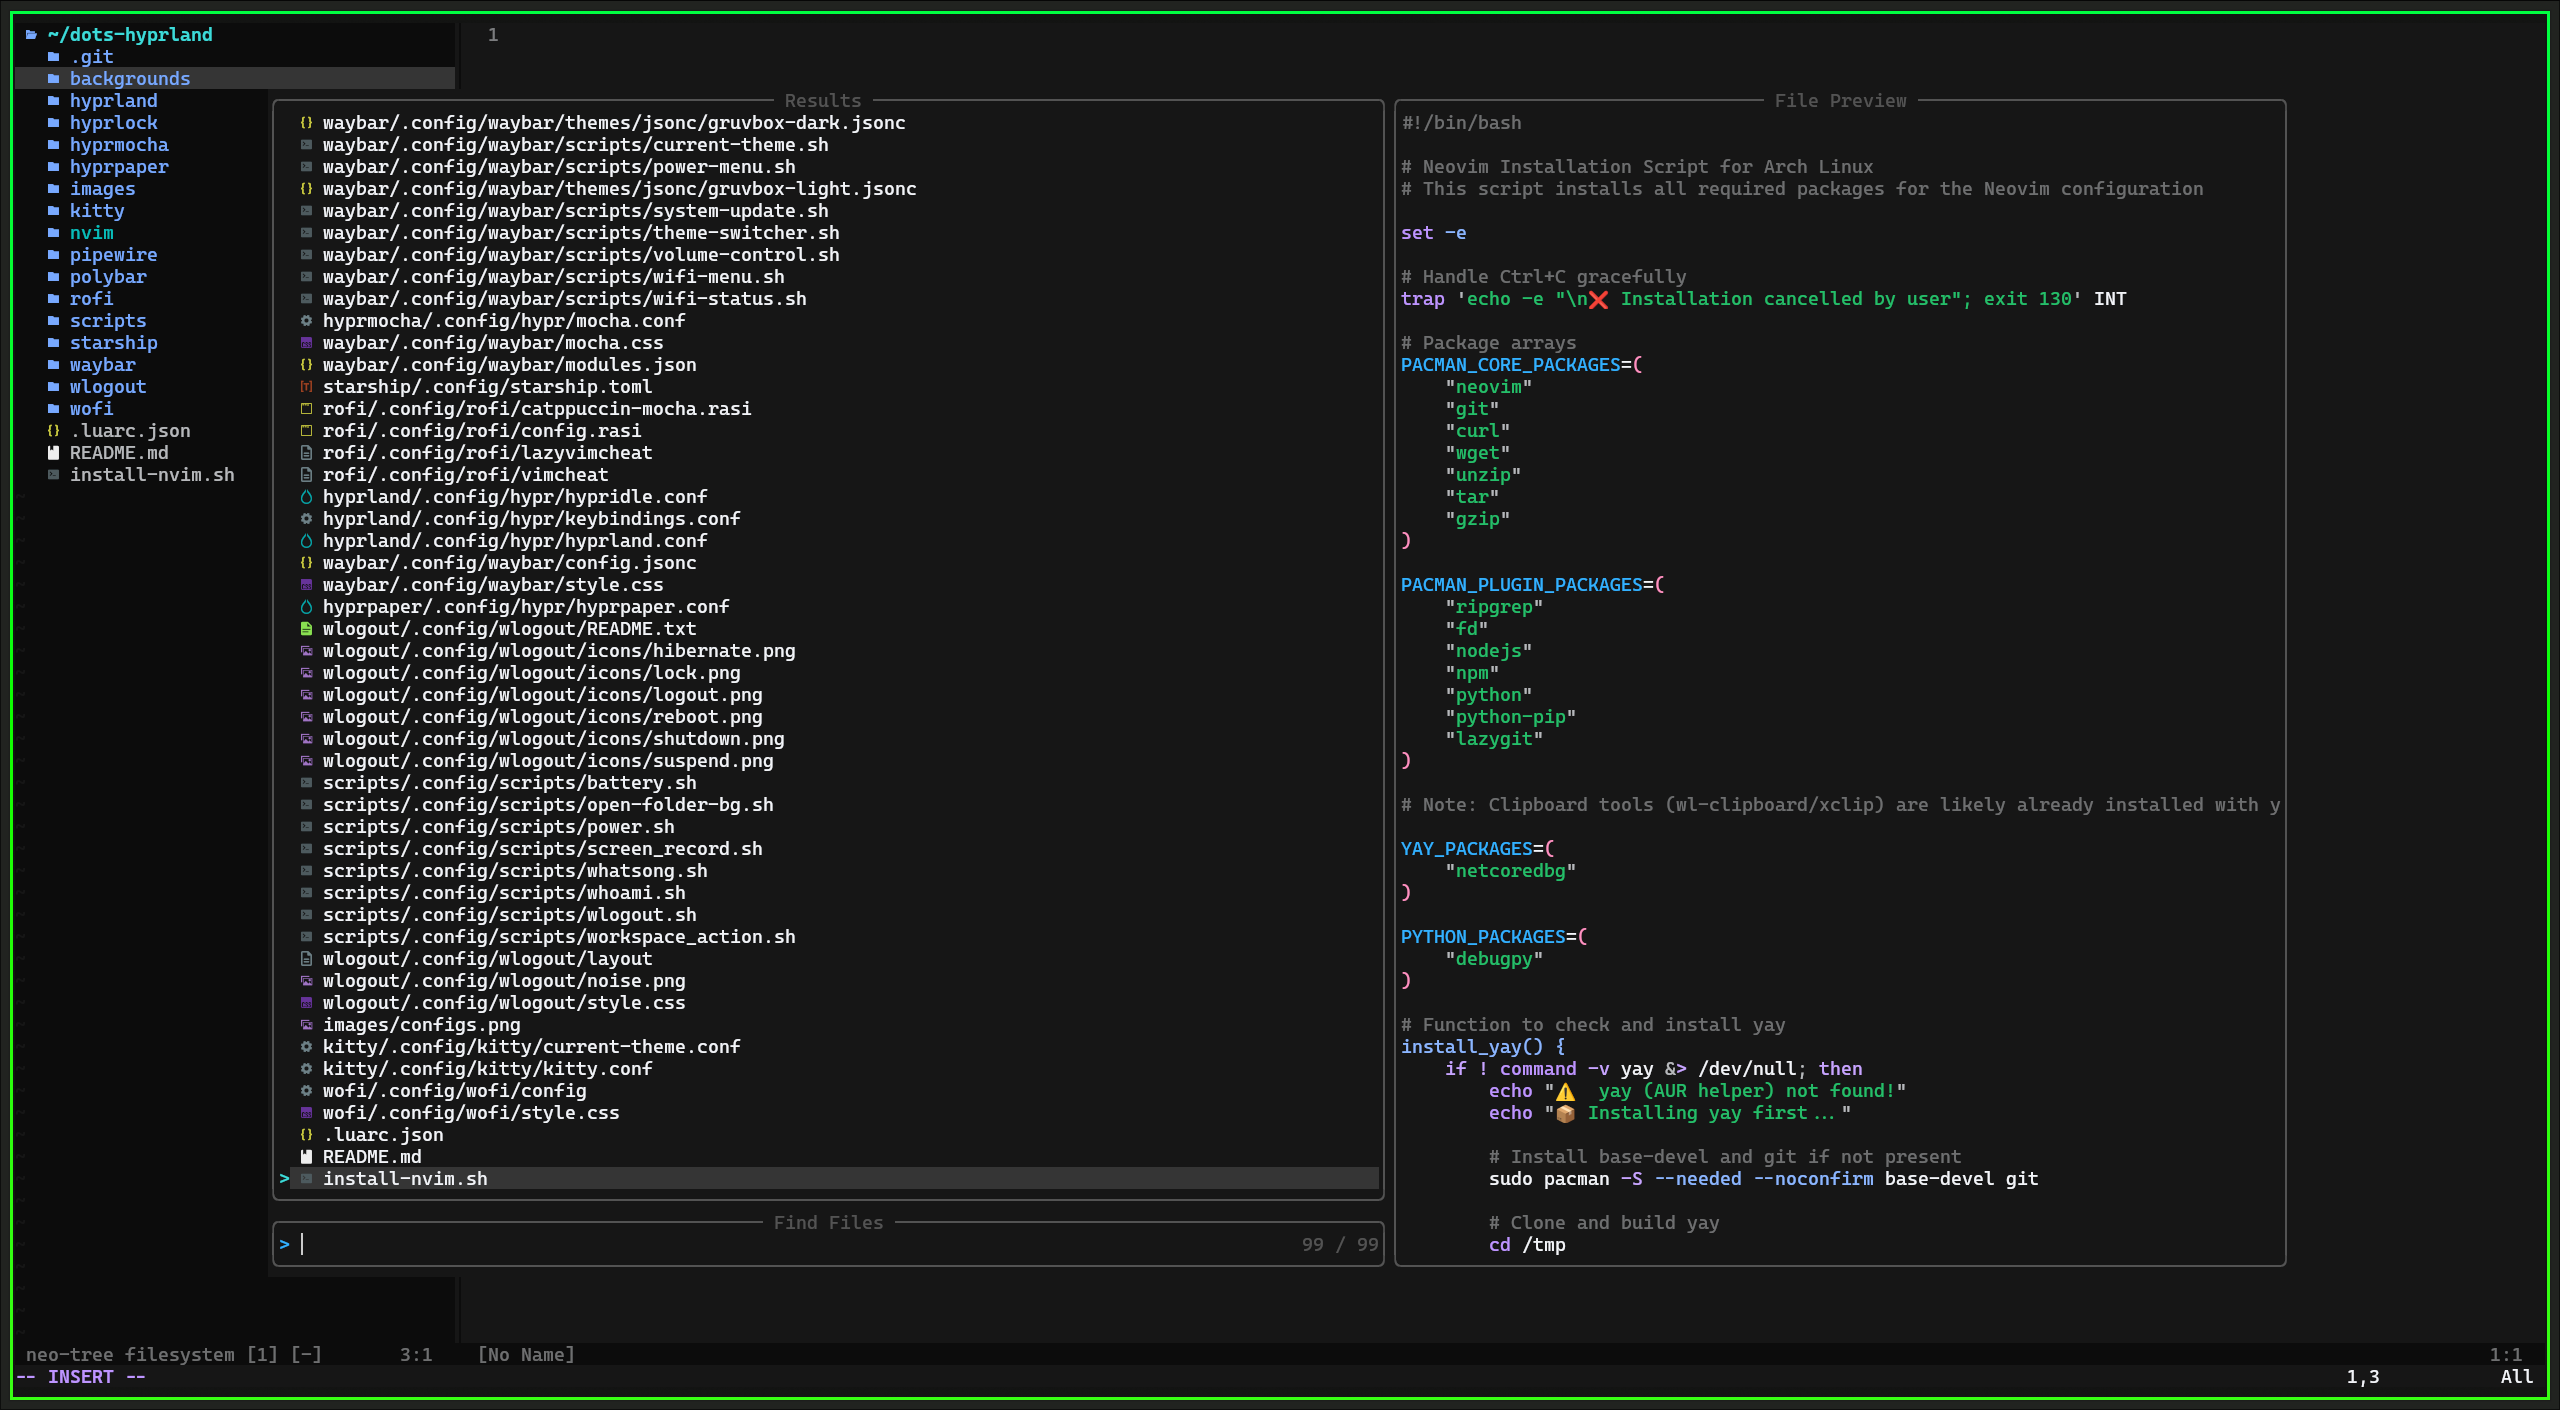 ~/dots-hyprland
.git
backgrounds
hyprland
hyprlock
hyprmocha
hyprpaper
images
kitty
nvim
pipewire
polybar
rofi
scripts
starship
waybar
wlogout
wofi
.luarc.json
README.md
install-nvim.sh
1
Results
waybar/.config/waybar/themes/jsonc/gruvbox-dark.jsonc
waybar/.config/waybar/scripts/current-theme.sh
waybar/.config/waybar/scripts/power-menu.sh
waybar/.config/waybar/themes/jsonc/gruvbox-light.jsonc
waybar/.config/waybar/scripts/system-update.sh
waybar/.config/waybar/scripts/theme-switcher.sh
waybar/.config/waybar/scripts/volume-control.sh
waybar/.config/waybar/scripts/wifi-menu.sh
waybar/.config/waybar/scripts/wifi-status.sh
hyprmocha/.config/hypr/mocha.conf
waybar/.config/waybar/mocha.css
waybar/.config/waybar/modules.json
starship/.config/starship.toml
rofi/.config/rofi/catppuccin-mocha.rasi
rofi/.config/rofi/config.rasi
rofi/.config/rofi/lazyvimcheat
rofi/.config/rofi/vimcheat
hyprland/.config/hypr/hypridle.conf
hyprland/.config/hypr/keybindings.conf
hyprland/.config/hypr/hyprland.conf
waybar/.config/waybar/config.jsonc
waybar/.config/waybar/style.css
hyprpaper/.config/hypr/hyprpaper.conf
wlogout/.config/wlogout/README.txt
wlogout/.config/wlogout/icons/hibernate.png
wlogout/.config/wlogout/icons/lock.png
wlogout/.config/wlogout/icons/logout.png
wlogout/.config/wlogout/icons/reboot.png
wlogout/.config/wlogout/icons/shutdown.png
wlogout/.config/wlogout/icons/suspend.png
scripts/.config/scripts/battery.sh
scripts/.config/scripts/open-folder-bg.sh
scripts/.config/scripts/power.sh
scripts/.config/scripts/screen_record.sh
scripts/.config/scripts/whatsong.sh
scripts/.config/scripts/whoami.sh
scripts/.config/scripts/wlogout.sh
scripts/.config/scripts/workspace_action.sh
wlogout/.config/wlogout/layout
wlogout/.config/wlogout/noise.png
wlogout/.config/wlogout/style.css
images/configs.png
kitty/.config/kitty/current-theme.conf
kitty/.config/kitty/kitty.conf
wofi/.config/wofi/config
wofi/.config/wofi/style.css
.luarc.json
README.md
> install-nvim.sh
Find Files
> 99 / 99
File Preview
#!/bin/bash
# Neovim Installation Script for Arch Linux
# This script installs all required packages for the Neovim configuration
set -e
# Handle Ctrl+C gracefully
trap 'echo -e "\n❌ Installation cancelled by user"; exit 130' INT
# Package arrays
PACMAN_CORE_PACKAGES=(
    "neovim"
    "git"
    "curl"
    "wget"
    "unzip"
    "tar"
    "gzip"
)
PACMAN_PLUGIN_PACKAGES=(
    "ripgrep"
    "fd"
    "nodejs"
    "npm"
    "python"
    "python-pip"
    "lazygit"
)
# Note: Clipboard tools (wl-clipboard/xclip) are likely already installed with y
YAY_PACKAGES=(
    "netcoredbg"
)
PYTHON_PACKAGES=(
    "debugpy"
)
# Function to check and install yay
install_yay() {
    if ! command -v yay &> /dev/null; then
        echo "⚠️  yay (AUR helper) not found!"
        echo "📦 Installing yay first..."
        # Install base-devel and git if not present
        sudo pacman -S --needed --noconfirm base-devel git
        # Clone and build yay
        cd /tmp
neo-tree filesystem [1] [-] 3:1 [No Name] 1:1
-- INSERT -- 1,3 All